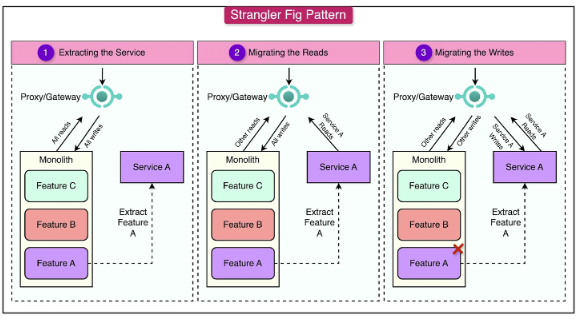 Strangler Fig Pattern
1 Extracting the Service
Proxy/Gateway
All reads
All writes
Monolith
Feature C
Feature B
Feature A
Service A
Extract
Feature
A
2 Migrating the Reads
Proxy/Gateway
Other reads
All writes
Service A
Reads
Monolith
Feature C
Feature B
Feature A
Service A
Extract
Feature
A
3 Migrating the Writes
Proxy/Gateway
Other reads
Other writes
Service A
Writes
Service A
Reads
Monolith
Feature C
Feature B
Feature A
Service A
Extract
Feature
A